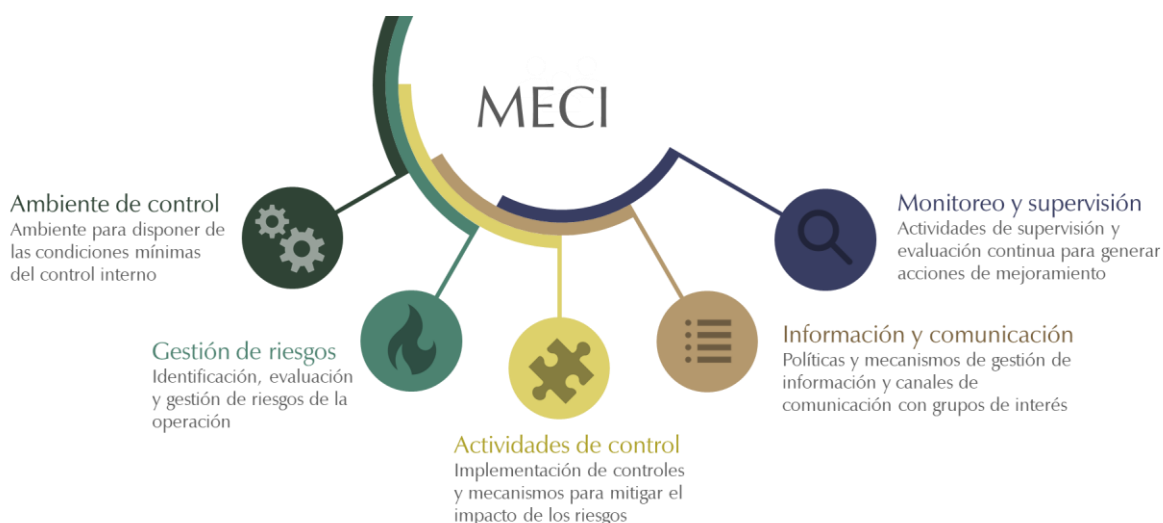 MECI
Ambiente de control
Ambiente para disponer de
las condiciones mínimas
del control interno
Gestión de riesgos
Identificación, evaluación
y gestión de riesgos de la
operación
Actividades de control
Implementación de controles
y mecanismos para mitigar el
impacto de los riesgos
Información y comunicación
Políticas y mecanismos de gestión de
información y canales de
comunicación con grupos de interés
Monitoreo y supervisión
Actividades de supervisión y
evaluación continua para generar
acciones de mejoramiento